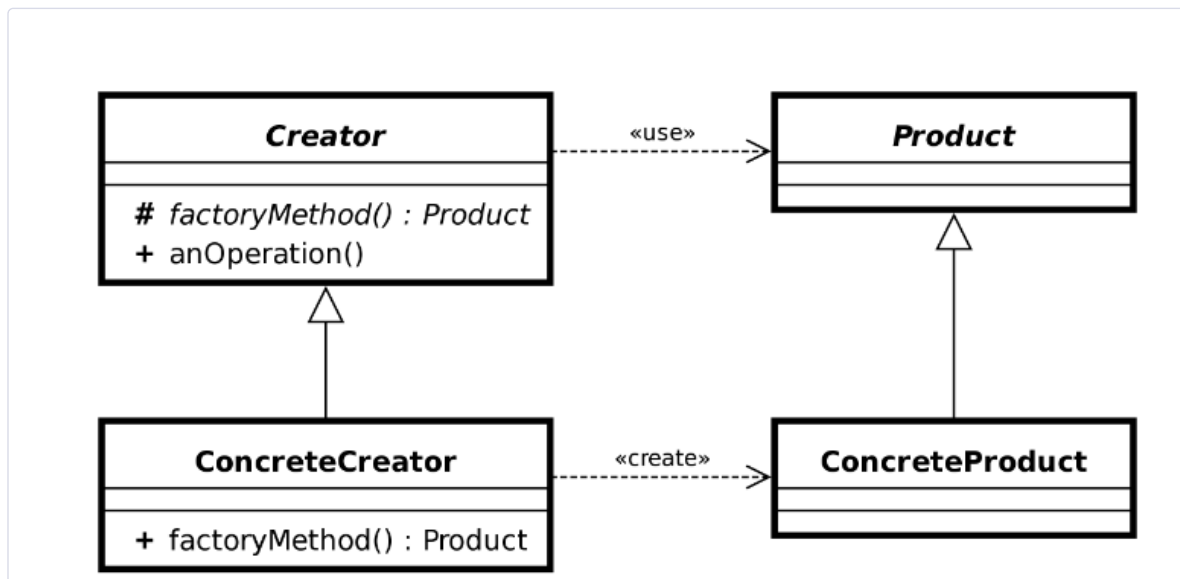 Creator
# factoryMethod() : Product
+ anOperation()
«use»
Product
ConcreteCreator
+ factoryMethod() : Product
«create»
ConcreteProduct